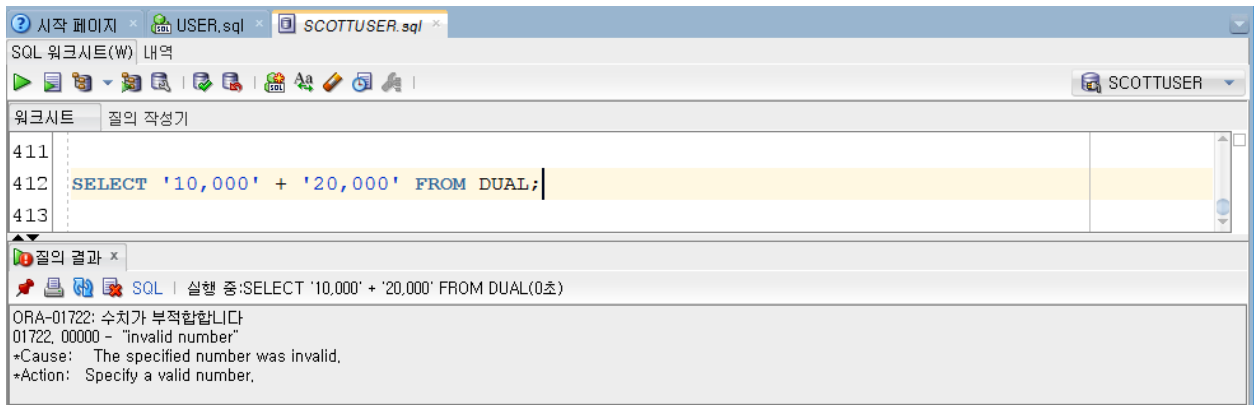 시작 페이지 USER.sql SCOTTUSER.sql
SQL 워크시트(W) 내역
SCOTTUSER
워크시트 질의 작성기
411
412 SELECT '10,000' + '20,000' FROM DUAL;
413
질의 결과 x
SQL | 실행 중:SELECT '10,000' + '20,000' FROM DUAL(0초)
ORA-01722: 수치가 부적합합니다
01722, 00000 - "invalid number"
*Cause: The specified number was invalid,
*Action: Specify a valid number,